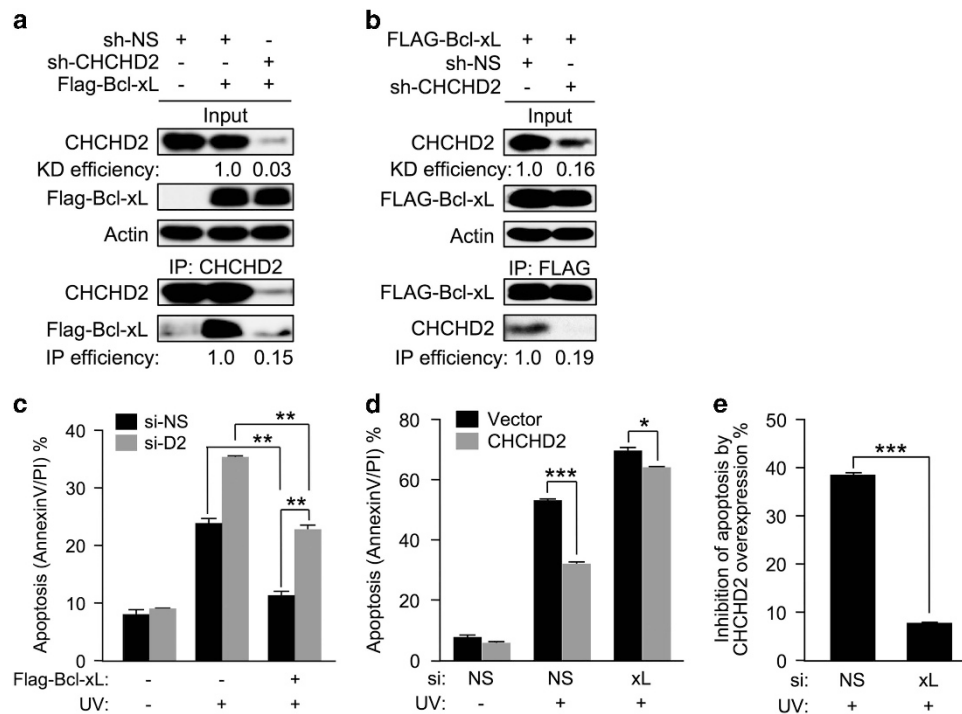 a
sh-NS + + -
sh-CHCHD2 - - +
Flag-Bcl-xL - + +
Input
CHCHD2
KD efficiency: 1.0 0.03
Flag-Bcl-xL
Actin
IP: CHCHD2
CHCHD2
Flag-Bcl-xL
IP efficiency: 1.0 0.15
b
FLAG-Bcl-xL + +
sh-NS + -
sh-CHCHD2 - +
Input
CHCHD2
KD efficiency: 1.0 0.16
FLAG-Bcl-xL
Actin
IP: FLAG
FLAG-Bcl-xL
CHCHD2
IP efficiency: 1.0 0.19
c
Apoptosis (AnnexinV/PI) %
40
30
20
10
0
si-NS
si-D2
**
**
**
Flag-Bcl-xL: - - +
UV: - + +
d
Apoptosis (AnnexinV/PI) %
80
60
40
20
0
Vector
CHCHD2
***
*
si: NS NS xL
UV: - + +
e
Inhibition of apoptosis by
CHCHD2 overexpression %
50
40
30
20
10
0
***
si: NS xL
UV: + +